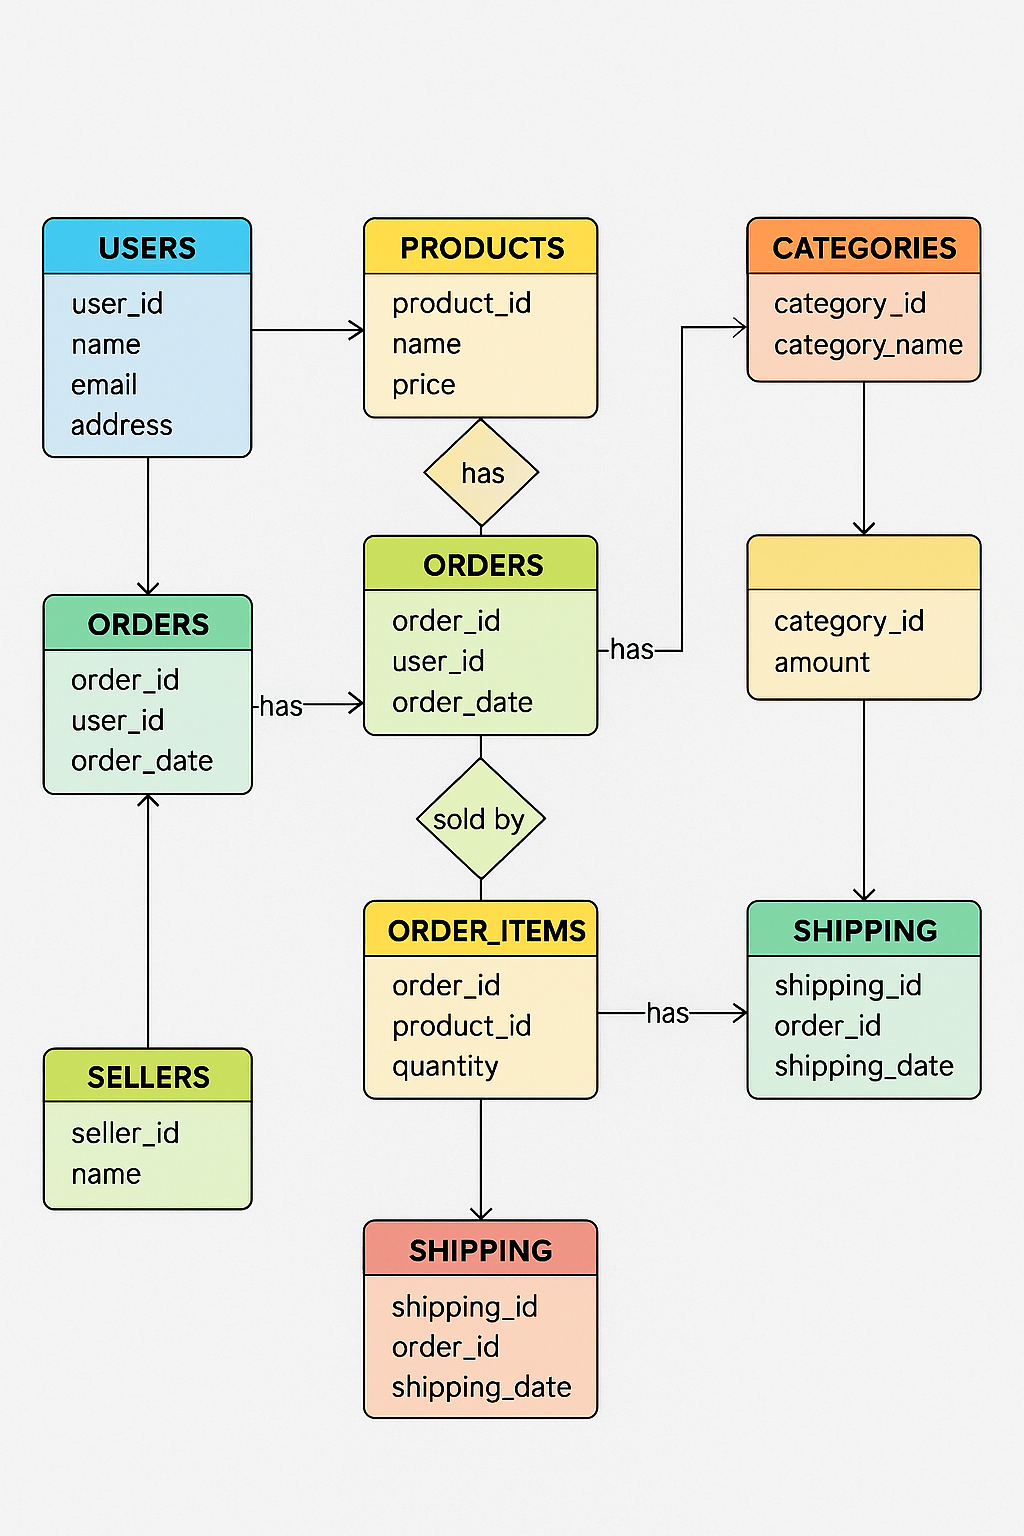 USERS
user_id
name
email
address
PRODUCTS
product_id
name
price
CATEGORIES
category_id
category_name
has
ORDERS
order_id
user_id
order_date
has
ORDERS
order_id
user_id
order_date
has
category_id
amount
sold by
ORDER_ITEMS
order_id
product_id
quantity
has
SHIPPING
shipping_id
order_id
shipping_date
SELLERS
seller_id
name
SHIPPING
shipping_id
order_id
shipping_date